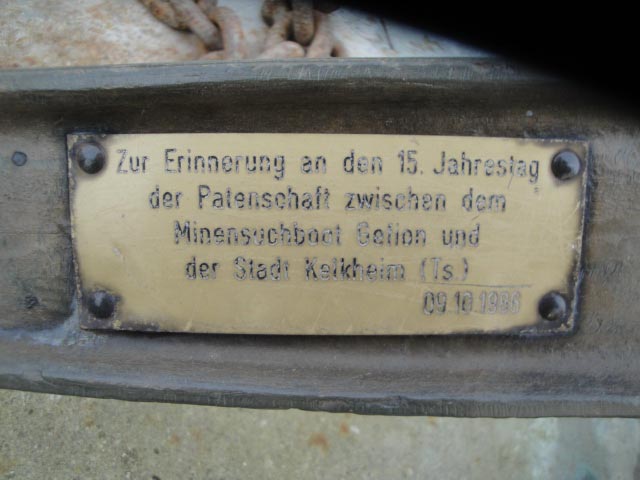 Zur Erinnerung an den 15. Jahrestag
der Patenschaft zwischen dem
Minensuchboot Gefion und
der Stadt Kelkheim (Ts.)
09.10.1986